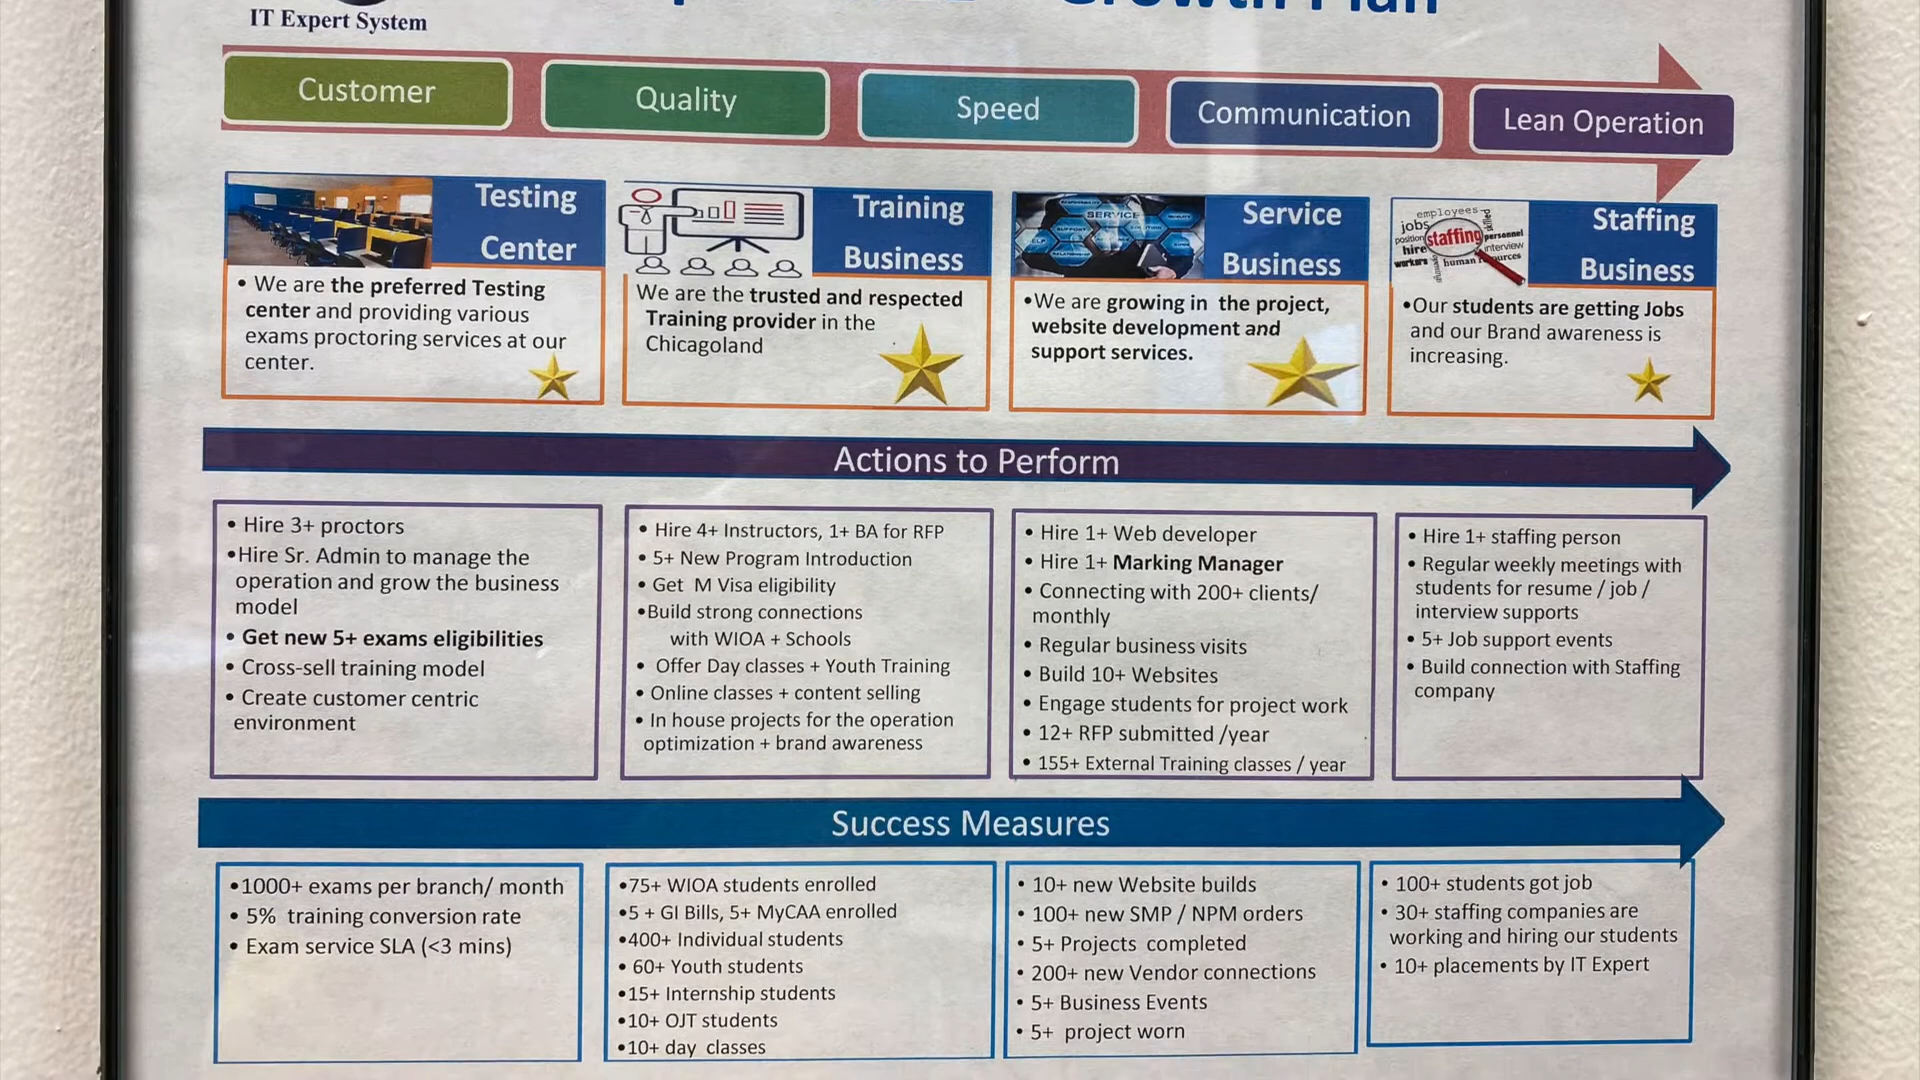 IT Expert System
Growth Plan
Customer
Quality
Speed
Communication
Lean Operation
Testing
Center
• We are the preferred Testing
center and providing various
exams proctoring services at our
center.
Training
Business
We are the trusted and respected
Training provider in the
Chicagoland
SERVICE
Service
Business
•We are growing in the project,
website development and
support services.
employees
jobs
position
staffing
personnel
hire
interview
workers
human
Staffing
Business
•Our students are getting Jobs
and our Brand awareness is
increasing.
Actions to Perform
• Hire 3+ proctors
•Hire Sr. Admin to manage the
operation and grow the business
model
• Get new 5+ exams eligibilities
• Cross-sell training model
• Create customer centric
environment
• Hire 4+ Instructors, 1+ BA for RFP
• 5+ New Program Introduction
• Get M Visa eligibility
•Build strong connections
with WIOA + Schools
• Offer Day classes + Youth Training
• Online classes + content selling
• In house projects for the operation
optimization + brand awareness
• Hire 1+ Web developer
• Hire 1+ Marking Manager
• Connecting with 200+ clients/
monthly
• Regular business visits
• Build 10+ Websites
• Engage students for project work
• 12+ RFP submitted /year
• 155+ External Training classes / year
• Hire 1+ staffing person
• Regular weekly meetings with
students for resume / job /
interview supports
• 5+ Job support events
• Build connection with Staffing
company
Success Measures
•1000+ exams per branch/ month
• 5% training conversion rate
• Exam service SLA (<3 mins)
•75+ WIOA students enrolled
•5 + GI Bills, 5+ MyCAA enrolled
•400+ Individual students
• 60+ Youth students
•15+ Internship students
•10+ OJT students
•10+ day classes
• 10+ new Website builds
• 100+ new SMP / NPM orders
• 5+ Projects completed
• 200+ new Vendor connections
• 5+ Business Events
• 5+ project worn
• 100+ students got job
• 30+ staffing companies are
working and hiring our students
• 10+ placements by IT Expert